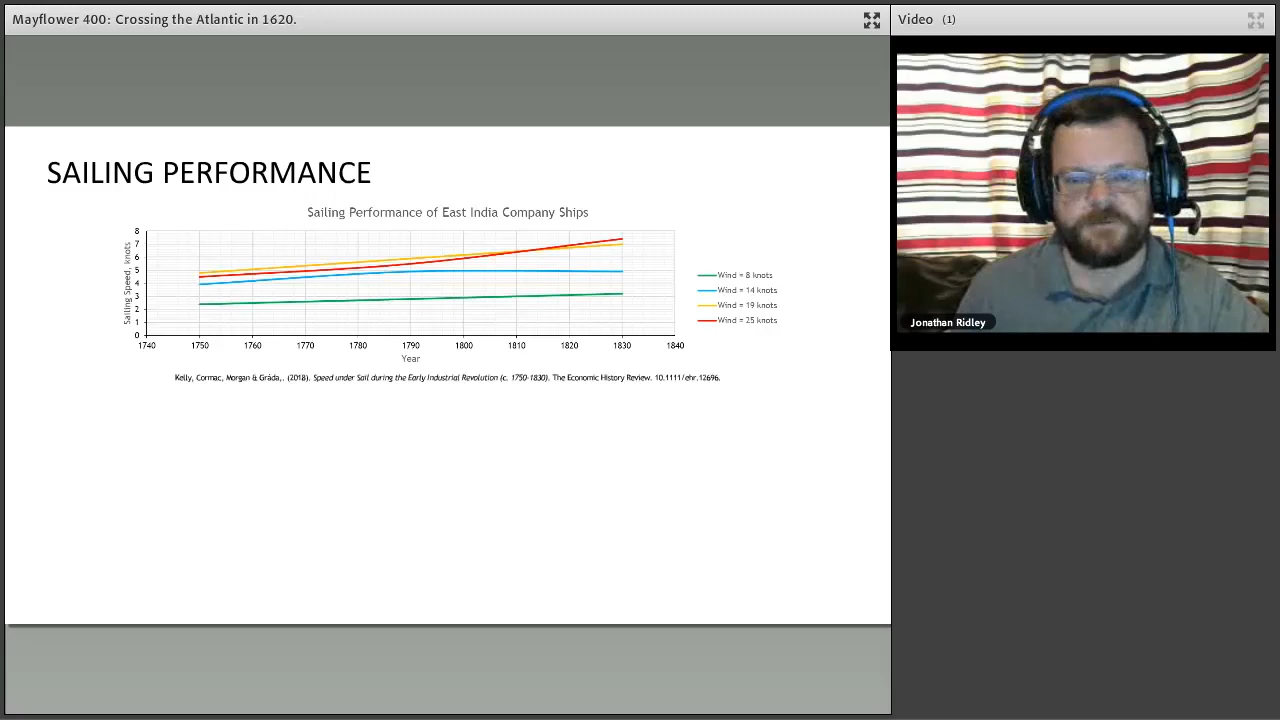 Mayflower 400: Crossing the Atlantic in 1620.
Video (1)
SAILING PERFORMANCE
Sailing Performance of East India Company Ships
Sailing Speed, knots
8
7
6
5
4
3
2
1
0
1740 1750 1760 1770 1780 1790 1800 1810 1820 1830 1840
Year
Wind = 8 knots
Wind = 14 knots
Wind = 19 knots
Wind = 25 knots
Kelly, Cormac, Morgan & Gráda,. (2018). Speed under Sail during the Early Industrial Revolution (c. 1750-1830). The Economic History Review. 10.1111/ehr.12696.
Jonathan Ridley